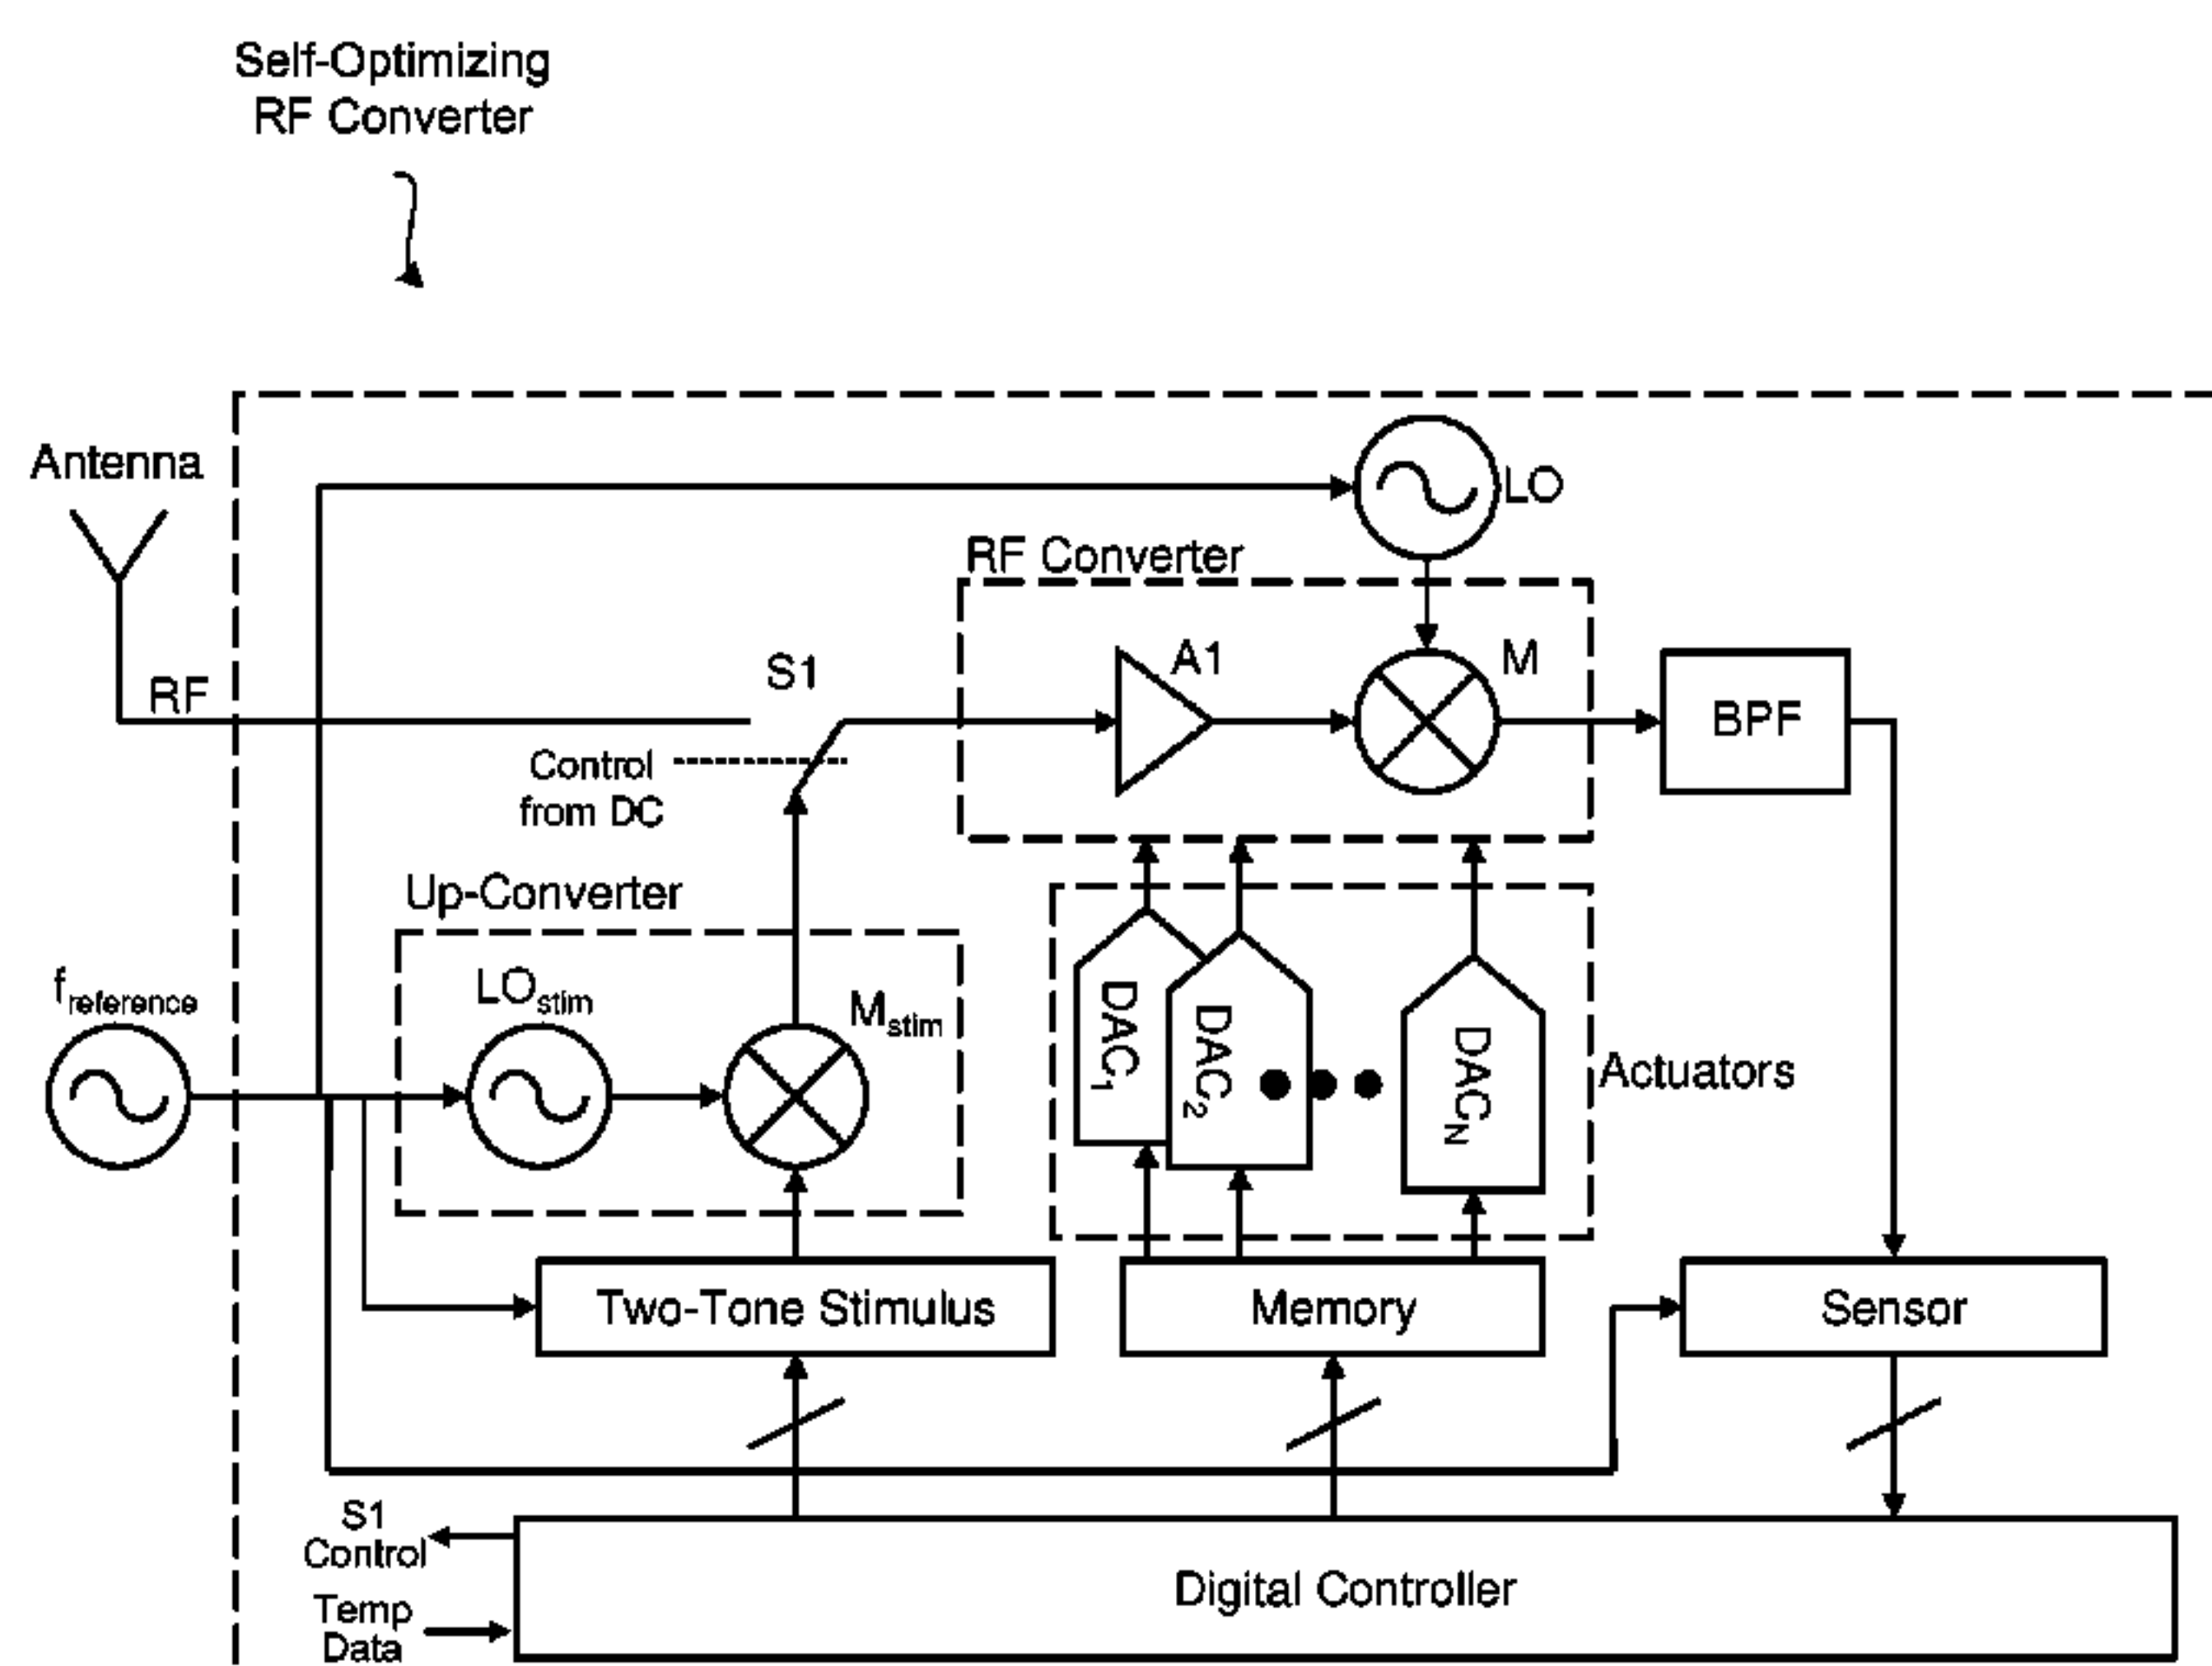 Self-Optimizing
RF Converter
Antenna
LO
RF Converter
RF
S1
A1
M
BPF
Control
from DC
Up-Converter
freference
LOstim
Mstim
DAC1
DAC2
DACN
Actuators
Two-Tone Stimulus
Memory
Sensor
S1
Control
Temp
Data
Digital Controller